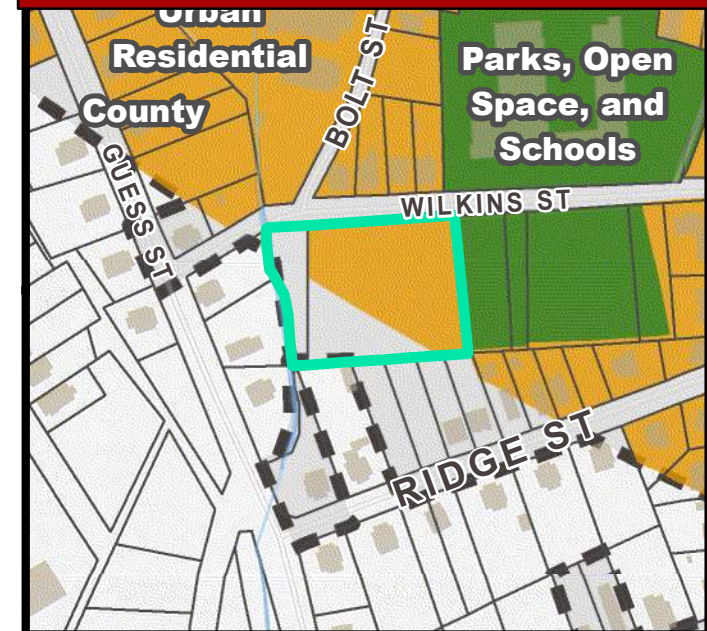 Urban
Residential
County
BOLT ST
Parks, Open
Space, and
Schools
GUESS ST
WILKINS ST
RIDGE ST